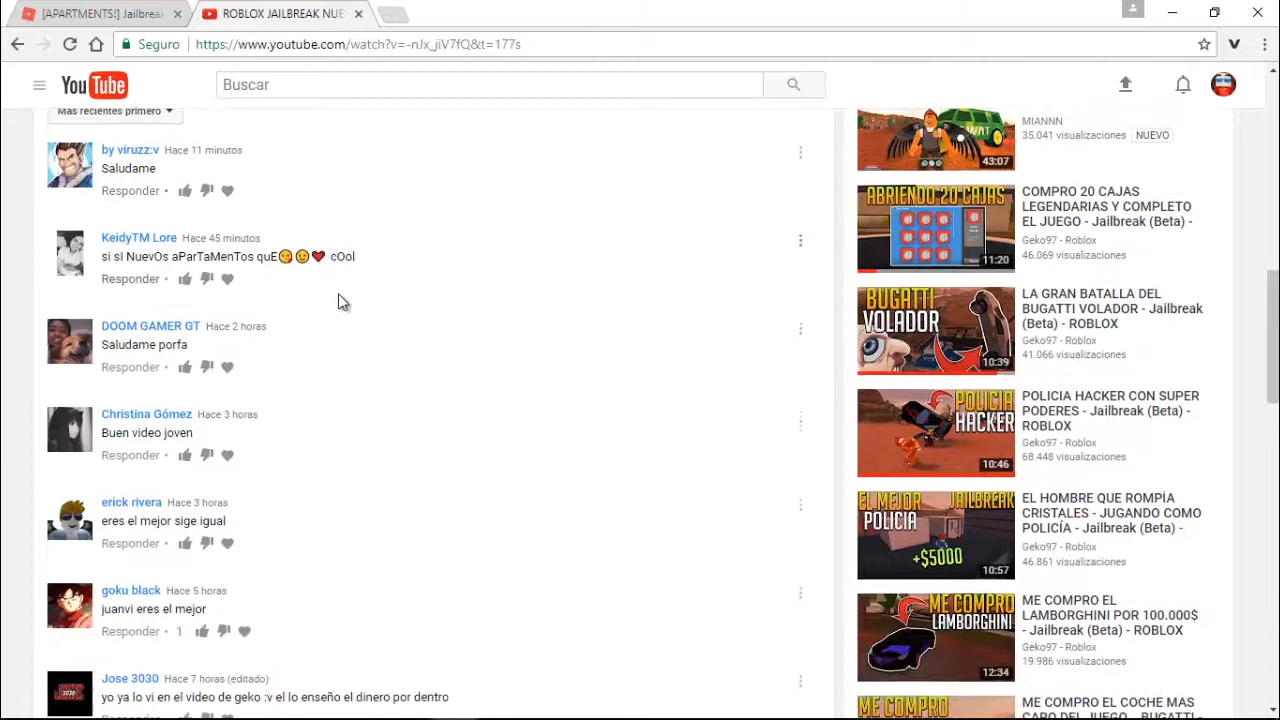 [APARTMENTS!] Jailbreak
ROBLOX JAILBREAK NUE
Seguro
https://www.youtube.com/watch?v=-nJx_jiV7fQ&t=177s
YouTube
Buscar
Más recientes primero
by viruzz:v Hace 11 minutos
Saludame
Responder •
KeidyTM Lore Hace 45 minutos
si sI NuevOs aParTaMenTos quE😋😉❤ cOol
Responder •
DOOM GAMER GT Hace 2 horas
Saludame porfa
Responder •
Christina Gómez Hace 3 horas
Buen video joven
Responder •
erick rivera Hace 3 horas
eres el mejor sige igual
Responder •
goku black Hace 5 horas
juanvi eres el mejor
Responder • 1
Jose 3030 Hace 7 horas (editado)
yo ya lo vi en el video de geko :v el lo enseño el dinero por dentro
43:07
MIANNN
35.041 visualizaciones NUEVO
ABRIENDO 20 CAJAS
11:20
COMPRO 20 CAJAS
LEGENDARIAS Y COMPLETO
EL JUEGO - Jailbreak (Beta) -
Geko97 - Roblox
46.069 visualizaciones
BUGATTI
VOLADOR
10:39
LA GRAN BATALLA DEL
BUGATTI VOLADOR - Jailbreak
(Beta) - ROBLOX
Geko97 - Roblox
41.066 visualizaciones
POLICIA
HACKER
10:46
POLICIA HACKER CON SUPER
PODERES - Jailbreak (Beta) -
ROBLOX
Geko97 - Roblox
68.448 visualizaciones
EL MEJOR JAILBREAK
POLICIA
+$5000
10:57
EL HOMBRE QUE ROMPÍA
CRISTALES - JUGANDO COMO
POLICÍA - Jailbreak (Beta) -
Geko97 - Roblox
46.861 visualizaciones
ME COMPRO
LAMBORGHINI
12:34
ME COMPRO EL
LAMBORGHINI POR 100.000$
- Jailbreak (Beta) - ROBLOX
Geko97 - Roblox
19.986 visualizaciones
ME COMPRO
ME COMPRO EL COCHE MAS
CARO DEL JUEGO - BUGATTI -